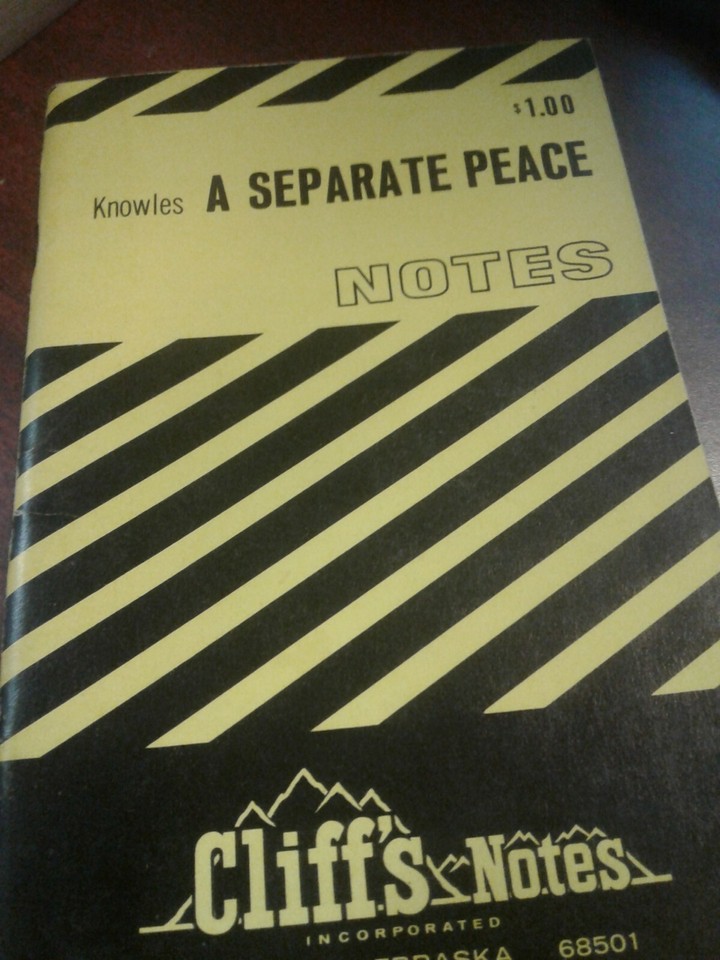 $1.00
Knowles A SEPARATE PEACE
NOTES
Cliff's Notes
INCORPORATED
68501